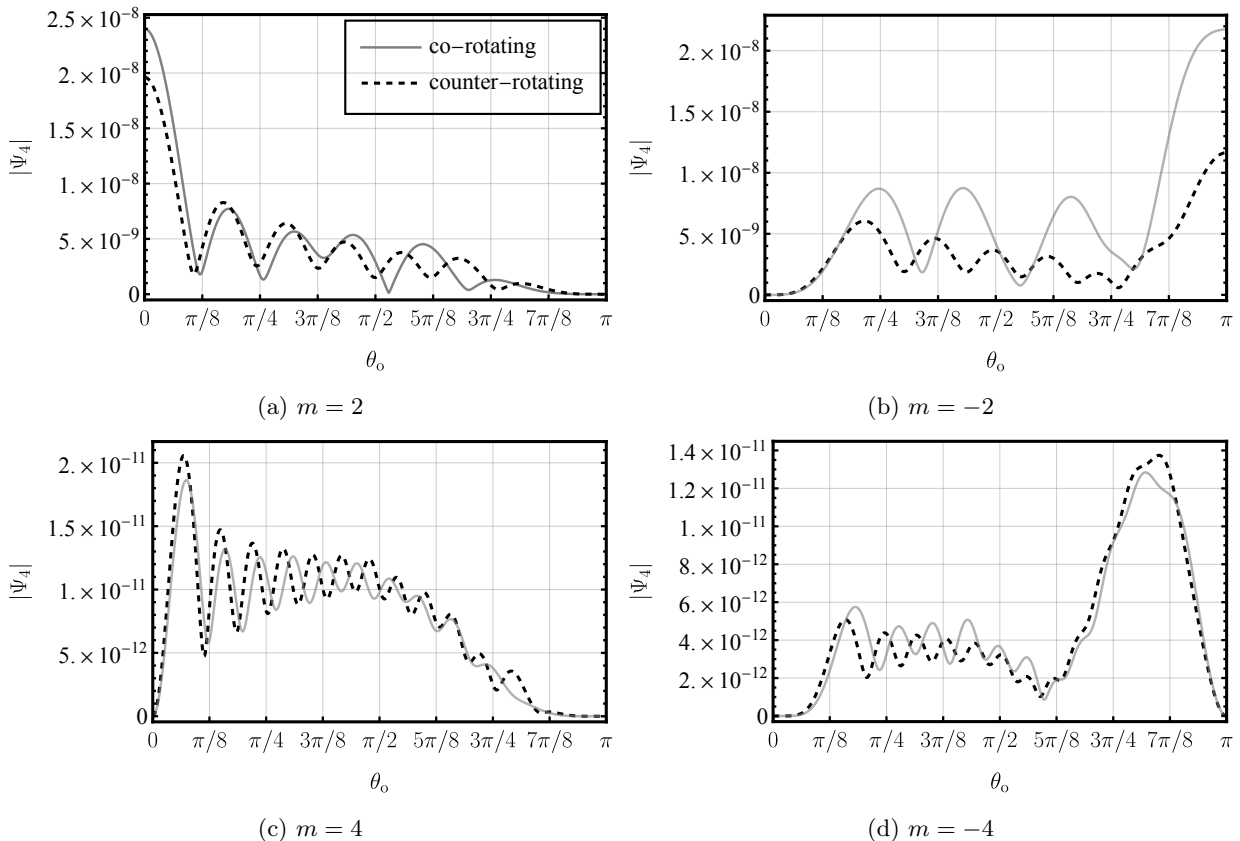 2.5 × 10⁻⁸
2. × 10⁻⁸
1.5 × 10⁻⁸
1. × 10⁻⁸
5. × 10⁻⁹
0
|Ψ₄|
co-rotating
counter-rotating
0 π/8 π/4 3π/8 π/2 5π/8 3π/4 7π/8 π
θₒ
(a) m = 2
2. × 10⁻⁸
1.5 × 10⁻⁸
1. × 10⁻⁸
5. × 10⁻⁹
0
|Ψ₄|
0 π/8 π/4 3π/8 π/2 5π/8 3π/4 7π/8 π
θₒ
(b) m = −2
2. × 10⁻¹¹
1.5 × 10⁻¹¹
1. × 10⁻¹¹
5. × 10⁻¹²
0
|Ψ₄|
0 π/8 π/4 3π/8 π/2 5π/8 3π/4 7π/8 π
θₒ
(c) m = 4
1.4 × 10⁻¹¹
1.2 × 10⁻¹¹
1. × 10⁻¹¹
8. × 10⁻¹²
6. × 10⁻¹²
4. × 10⁻¹²
2. × 10⁻¹²
0
|Ψ₄|
0 π/8 π/4 3π/8 π/2 5π/8 3π/4 7π/8 π
θₒ
(d) m = −4